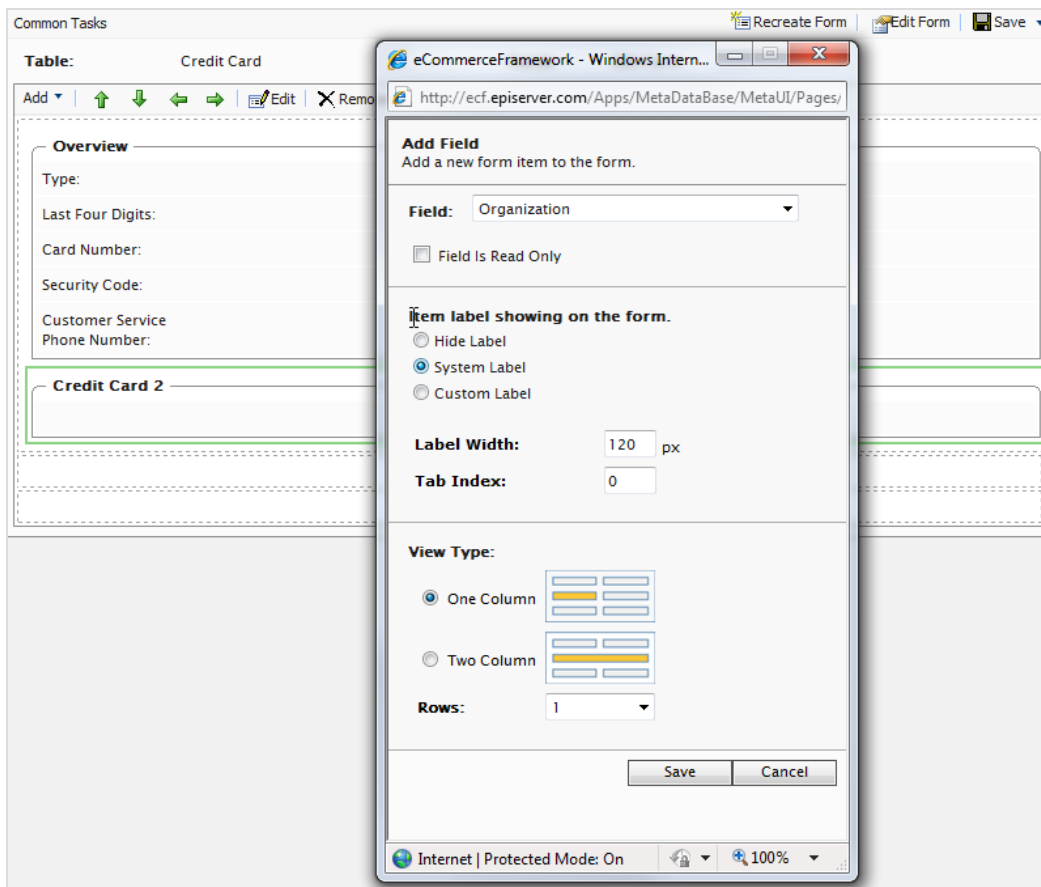 Common Tasks
Recreate Form
Edit Form
Save
Table:
Credit Card
Add
Edit
Remo
Overview
Type:
Last Four Digits:
Card Number:
Security Code:
Customer Service
Phone Number:
Credit Card 2
eCommerceFramework - Windows Intern...
http://ecf.episerver.com/Apps/MetaDataBase/MetaUI/Pages/
Add Field
Add a new form item to the form.
Field:
Organization
Field Is Read Only
Item label showing on the form.
Hide Label
System Label
Custom Label
Label Width:
120
px
Tab Index:
0
View Type:
One Column
Two Column
Rows:
1
Save
Cancel
Internet | Protected Mode: On
100%